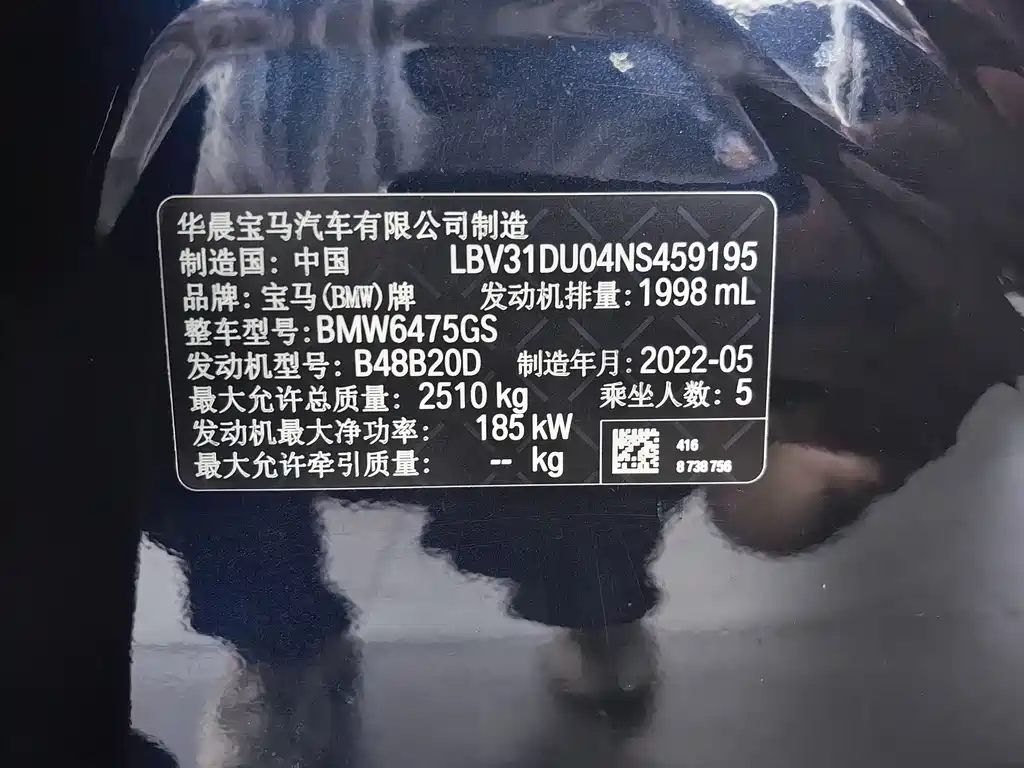 华晨宝马汽车有限公司制造
制造国：中国 LBV31DU04NS459195
品牌：宝马(BMW)牌 发动机排量：1998 mL
整车型号：BMW6475GS
发动机型号：B48B20D 制造年月：2022-05
最大允许总质量：2510 kg 乘坐人数：5
发动机最大净功率：185 kW
最大允许牵引质量：-- kg
416
8 738 756